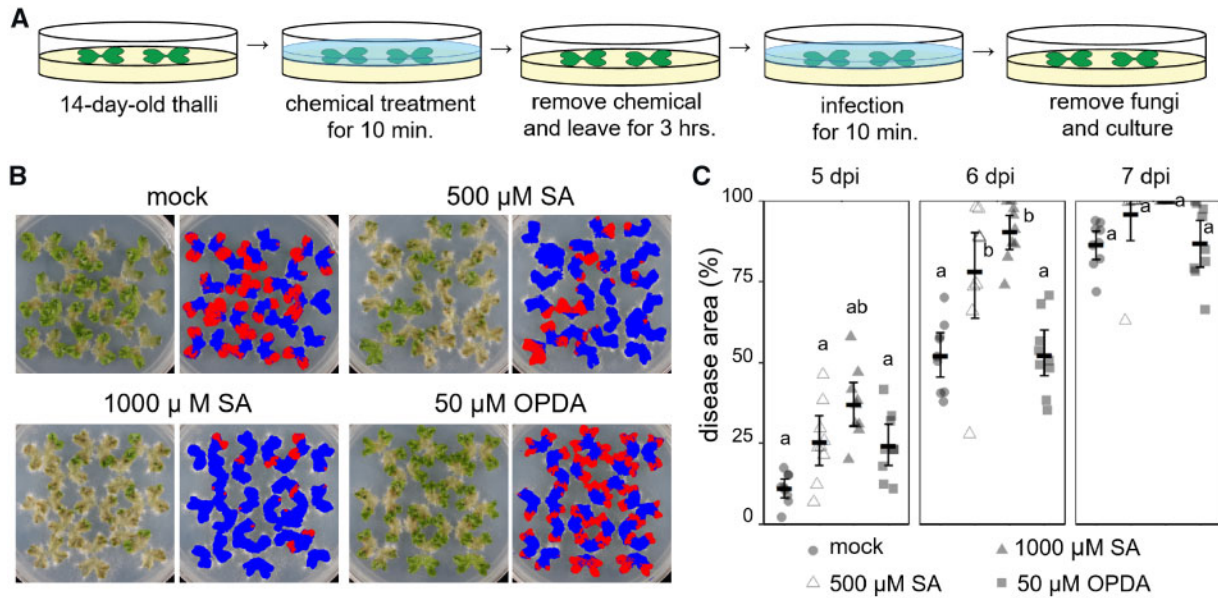 A
14-day-old thalli
chemical treatment
for 10 min.
remove chemical
and leave for 3 hrs.
infection
for 10 min.
remove fungi
and culture
B
mock
500 µM SA
1000 µ M SA
50 µM OPDA
C
5 dpi
6 dpi
7 dpi
disease area (%)
100
75
50
25
0
a
a
ab
a
a
b
b
a
a
a
a
mock
500 µM SA
1000 µM SA
50 µM OPDA